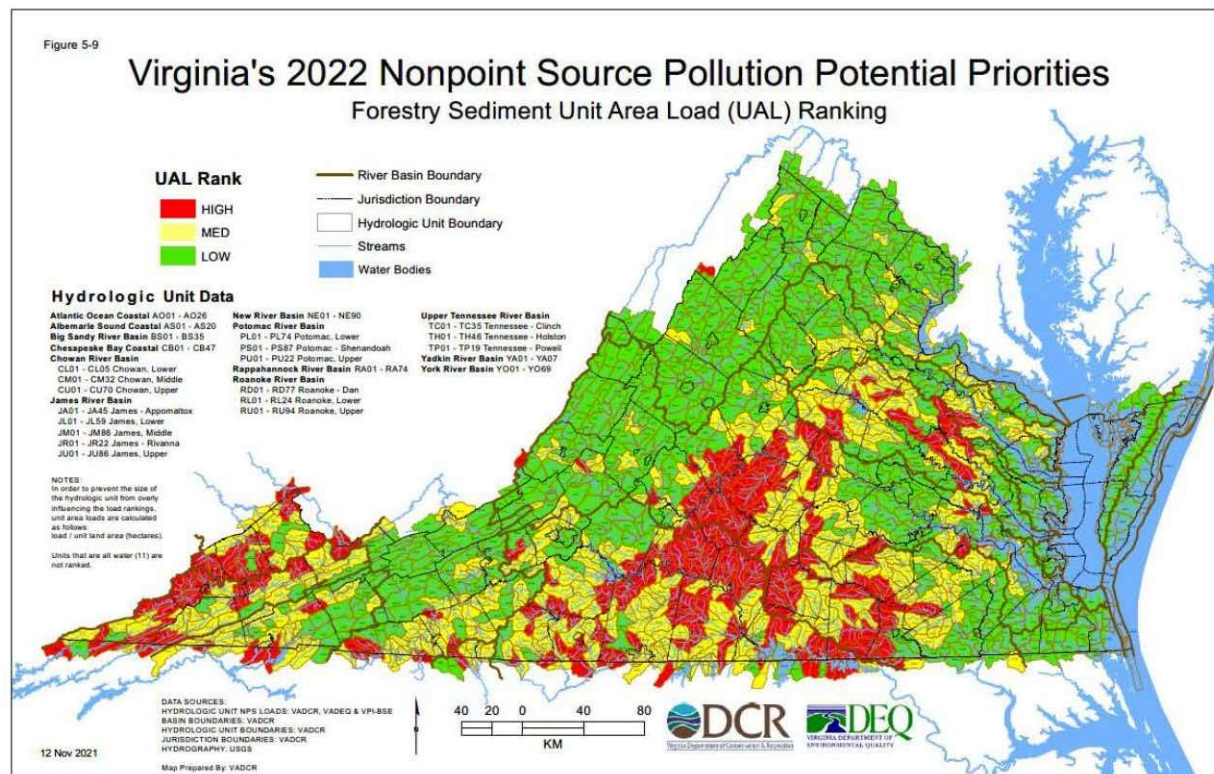 Figure 5-9
Virginia's 2022 Nonpoint Source Pollution Potential Priorities
Forestry Sediment Unit Area Load (UAL) Ranking
UAL Rank
HIGH
MED
LOW
River Basin Boundary
Jurisdiction Boundary
Hydrologic Unit Boundary
Streams
Water Bodies
Hydrologic Unit Data
Atlantic Ocean Coastal AO01 - AO26
Albemarle Sound Coastal AS01 - AS20
Big Sandy River Basin BS01 - BS35
Chesapeake Bay Coastal CB01 - CB47
Chowan River Basin
CL01 - CL05 Chowan, Lower
CM01 - CM32 Chowan, Middle
CU01 - CU70 Chowan, Upper
James River Basin
JA01 - JA45 James - Appomattox
JL01 - JL59 James, Lower
JM01 - JM86 James, Middle
JR01 - JR22 James - Rivanna
JU01 - JU86 James, Upper
New River Basin NE01 - NE90
Potomac River Basin
PL01 - PL74 Potomac, Lower
PS01 - PS87 Potomac - Shenandoah
PU01 - PU22 Potomac, Upper
Rappahannock River Basin RA01 - RA74
Roanoke River Basin
RD01 - RD77 Roanoke - Dan
RL01 - RL24 Roanoke, Lower
RU01 - RU94 Roanoke, Upper
Upper Tennessee River Basin
TC01 - TC35 Tennessee - Clinch
TH01 - TH46 Tennessee - Holston
TP01 - TP19 Tennessee - Powell
Yadkin River Basin YA01 - YA07
York River Basin YO01 - YO69
NOTES:
In order to prevent the size of
the hydrologic unit from overly
influencing the load rankings,
unit area loads are calculated
as follows:
load / unit land area (hectares).
Units that are all water (11) are
not ranked.
DATA SOURCES:
HYDROLOGIC UNIT NPS LOADS: VADCR, VADEQ & VPI-BSE
BASIN BOUNDARIES: VADCR
HYDROLOGIC UNIT BOUNDARIES: VADCR
JURISDICTION BOUNDARIES: VADCR
HYDROGRAPHY: USGS
Map Prepared By: VADCR
12 Nov 2021
40 20 0 40 80
KM
DCR
Virginia Department of Conservation & Recreation
DEQ
VIRGINIA DEPARTMENT OF
ENVIRONMENTAL QUALITY